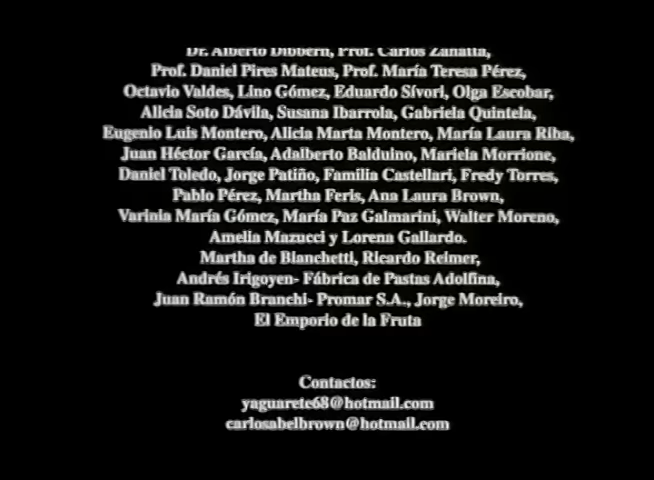 Dr. Alberto Dibbern, Prof. Carlos Zanatta,
Prof. Daniel Pires Mateus, Prof. María Teresa Pérez,
Octavio Valdes, Lino Gómez, Eduardo Sívori, Olga Escobar,
Alicia Soto Dávila, Susana Ibarrola, Gabriela Quintela,
Eugenio Luis Montero, Alicia Marta Montero, María Laura Riba,
Juan Héctor García, Adalberto Balduino, Mariela Morrione,
Daniel Toledo, Jorge Patiño, Familia Castellari, Fredy Torres,
Pablo Pérez, Martha Feris, Ana Laura Brown,
Varinia María Gómez, María Paz Galmarini, Walter Moreno,
Amelia Mazucci y Lorena Gallardo.
Martha de Bianchetti, Ricardo Reimer,
Andrés Irigoyen- Fábrica de Pastas Adolfina,
Juan Ramón Branchi- Promar S.A., Jorge Moreiro,
El Emporio de la Fruta
Contactos:
yaguarete68@hotmail.com
carlosabelbrown@hotmail.com